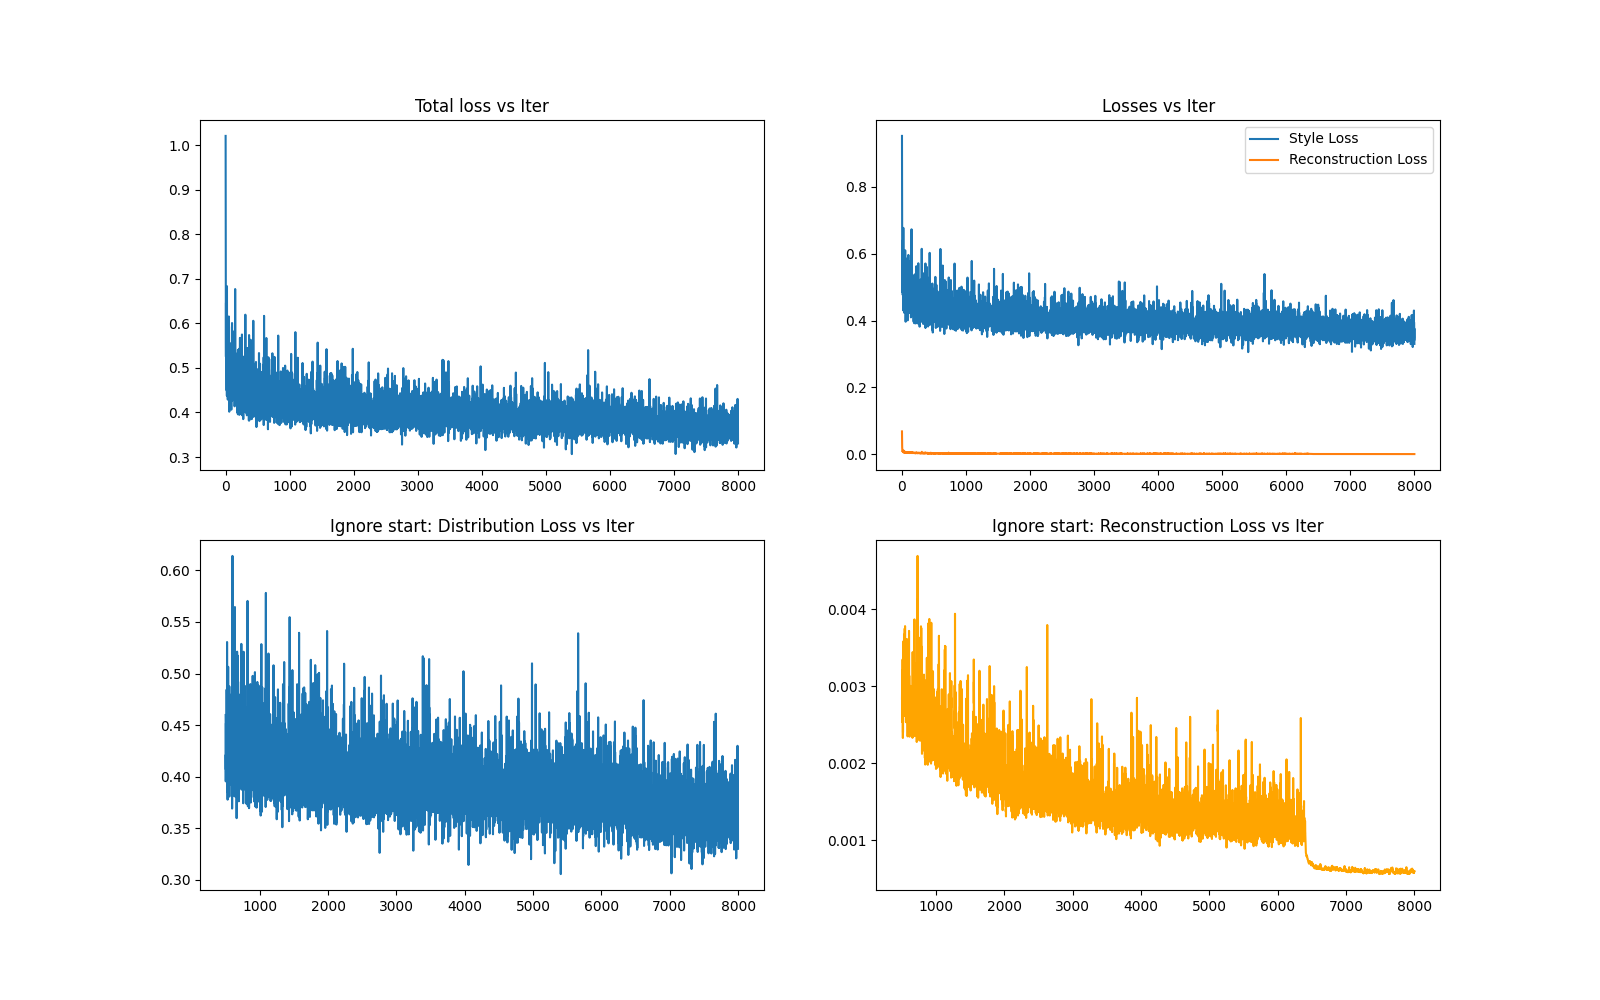 Total loss vs Iter
1.0
0.9
0.8
0.7
0.6
0.5
0.4
0.3
0 1000 2000 3000 4000 5000 6000 7000 8000
Losses vs Iter
Style Loss
Reconstruction Loss
0.8
0.6
0.4
0.2
0.0
0 1000 2000 3000 4000 5000 6000 7000 8000
Ignore start: Distribution Loss vs Iter
0.60
0.55
0.50
0.45
0.40
0.35
0.30
1000 2000 3000 4000 5000 6000 7000 8000
Ignore start: Reconstruction Loss vs Iter
0.004
0.003
0.002
0.001
1000 2000 3000 4000 5000 6000 7000 8000